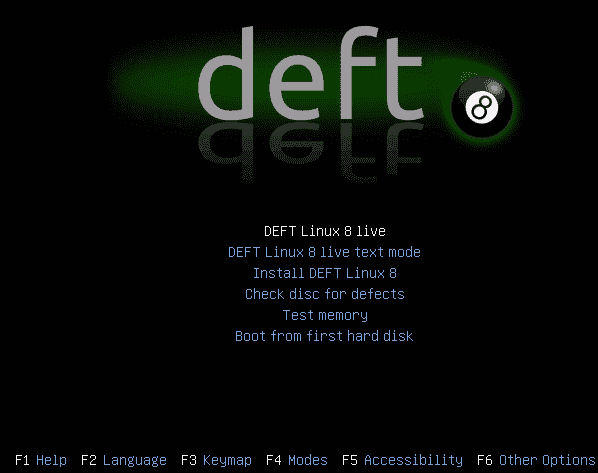 deft
8
DEFT Linux 8 live
DEFT Linux 8 live text mode
Install DEFT Linux 8
Check disc for defects
Test memory
Boot from first hard disk
F1 Help F2 Language F3 Keymap F4 Modes F5 Accessibility F6 Other Options